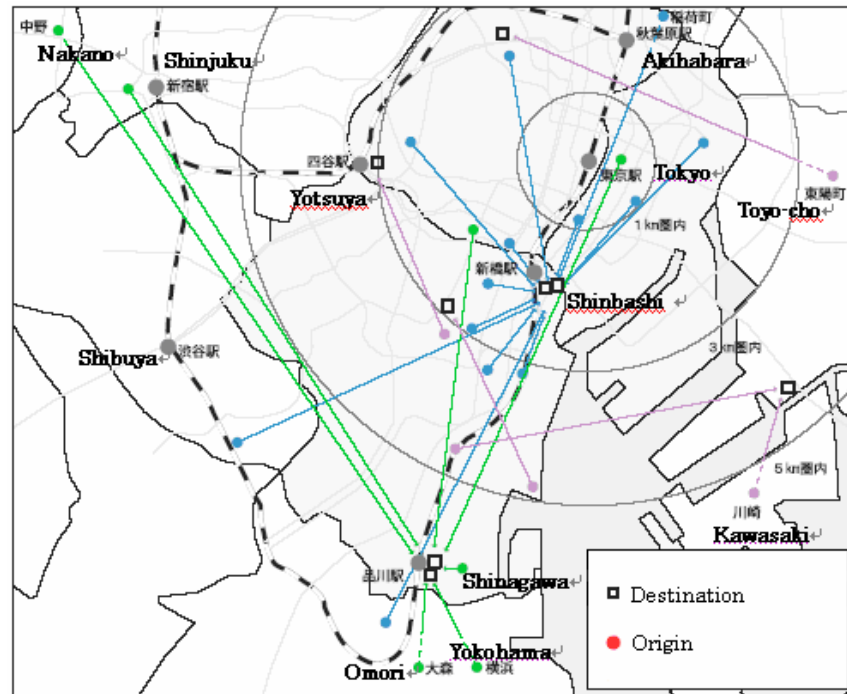 稲荷町
中野
秋葉原駅
Nakano
Shinjuku
Akihabara
新宿駅
四谷駅
東京駅
Tokyo
東陽町
Yotsuya
Toyo-cho
1km圏内
新橋駅
Shinbashi
Shibuya
渋谷駅
3km圏内
5km圏内
川崎
Kawasaki
品川駅
Shinagawa
Destination
Yokohama
Origin
Omori
大森
横浜